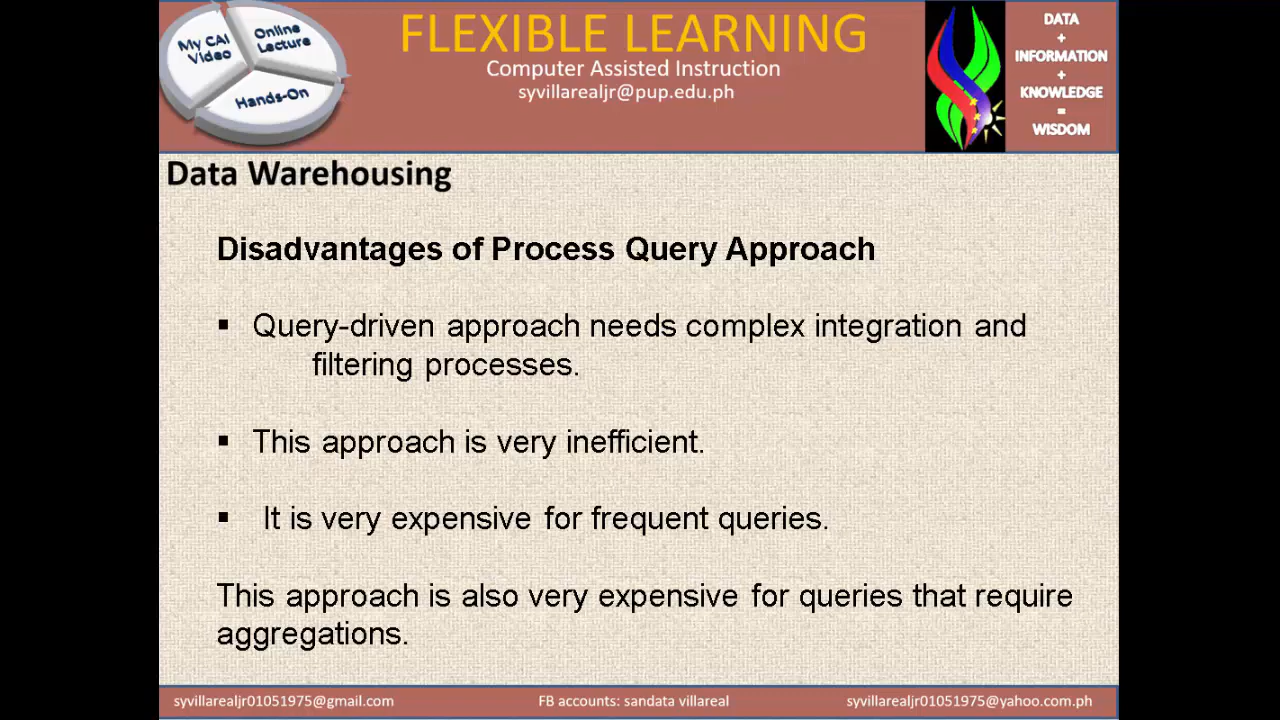 My CAI
Video
Online
Lecture
Hands-On
FLEXIBLE LEARNING
Computer Assisted Instruction
syvillarealjr@pup.edu.ph
DATA
+
INFORMATION
+
KNOWLEDGE
=
WISDOM
Data Warehousing
Disadvantages of Process Query Approach
▪ Query-driven approach needs complex integration and
filtering processes.
▪ This approach is very inefficient.
▪ It is very expensive for frequent queries.
This approach is also very expensive for queries that require
aggregations.
syvillarealjr01051975@gmail.com
FB accounts: sandata villareal
syvillarealjr01051975@yahoo.com.ph